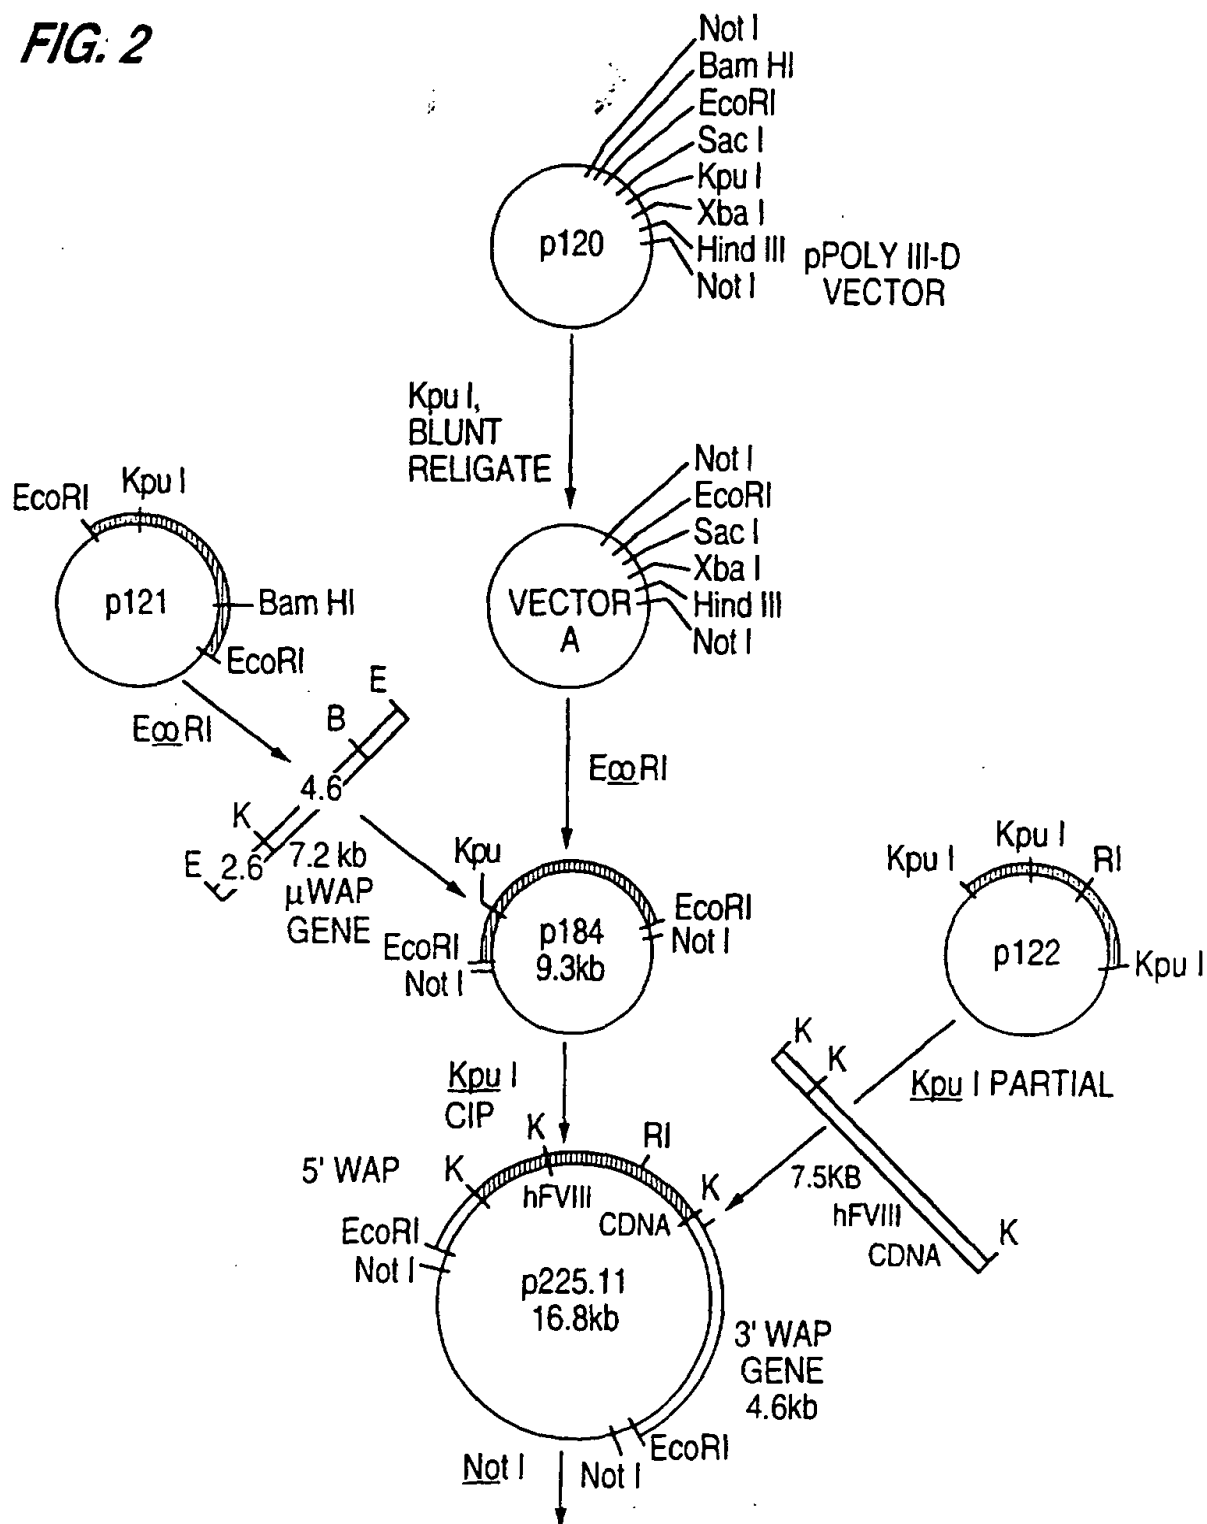 FIG. 2
Not I
Bam HI
EcoRI
Sac I
Kpu I
Xba I
Hind III
Not I
p120
pPOLY III-D
VECTOR
Kpu I,
BLUNT
RELIGATE
Not I
EcoRI
Sac I
Xba I
Hind III
Not I
VECTOR
A
EcoRI
Kpu I
p121
Bam HI
EcoRI
EcoRI
E
B
4.6
K
E 2.6
7.2 kb
µWAP
GENE
EcoRI
Kpu
EcoRI
Not I
p184
9.3kb
EcoRI
Not I
Kpu I
Kpu I
RI
p122
Kpu I
Kpu I
CIP
Kpu I PARTIAL
K
K
7.5KB
hFVIII
CDNA
K
5' WAP
K
K
RI
K
hFVIII
CDNA
EcoRI
Not I
p225.11
16.8kb
3' WAP
GENE
4.6kb
EcoRI
Not I
Not I